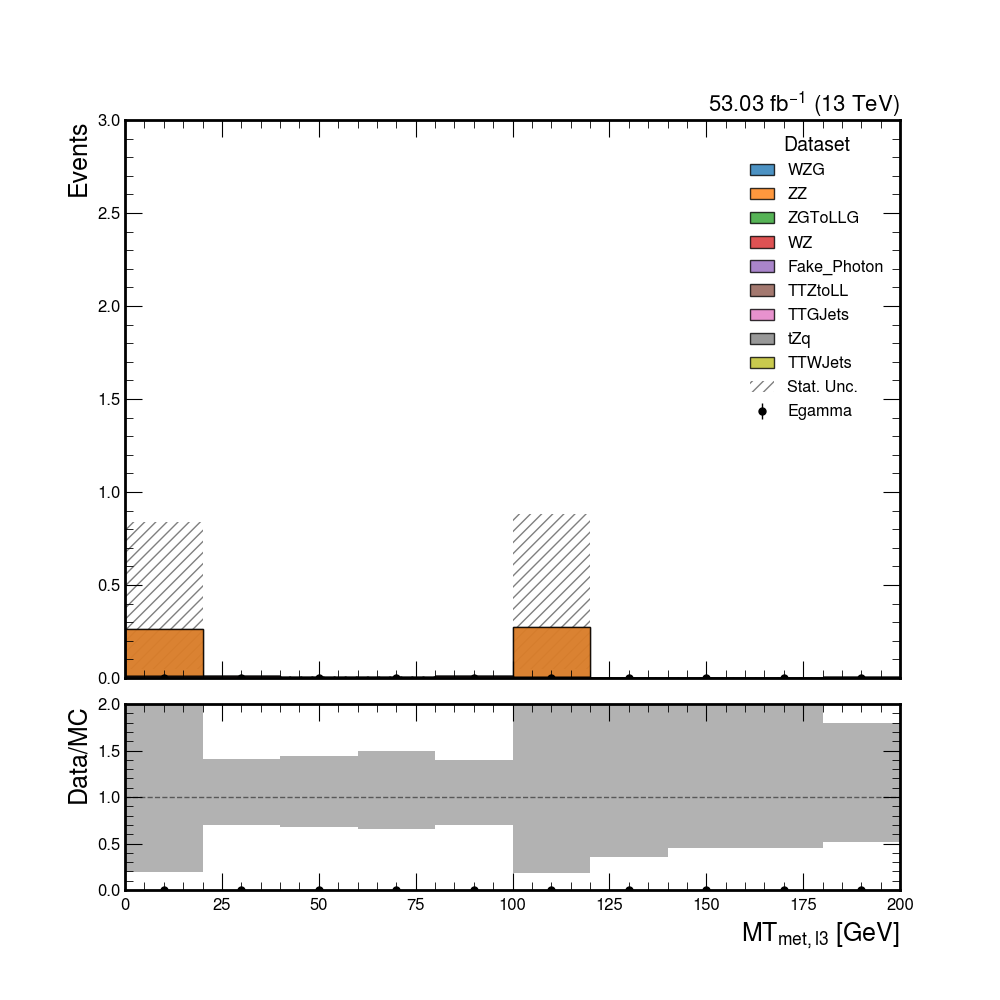 53.03 fb⁻¹ (13 TeV)
Events
3.0
2.5
2.0
1.5
1.0
0.5
0.0
Dataset
WZG
ZZ
ZGToLLG
WZ
Fake_Photon
TTZtoLL
TTGJets
tZq
TTWJets
Stat. Unc.
Egamma
Data/MC
2.0
1.5
1.0
0.5
0.0
0 25 50 75 100 125 150 175 200
MT met, l3 [GeV]